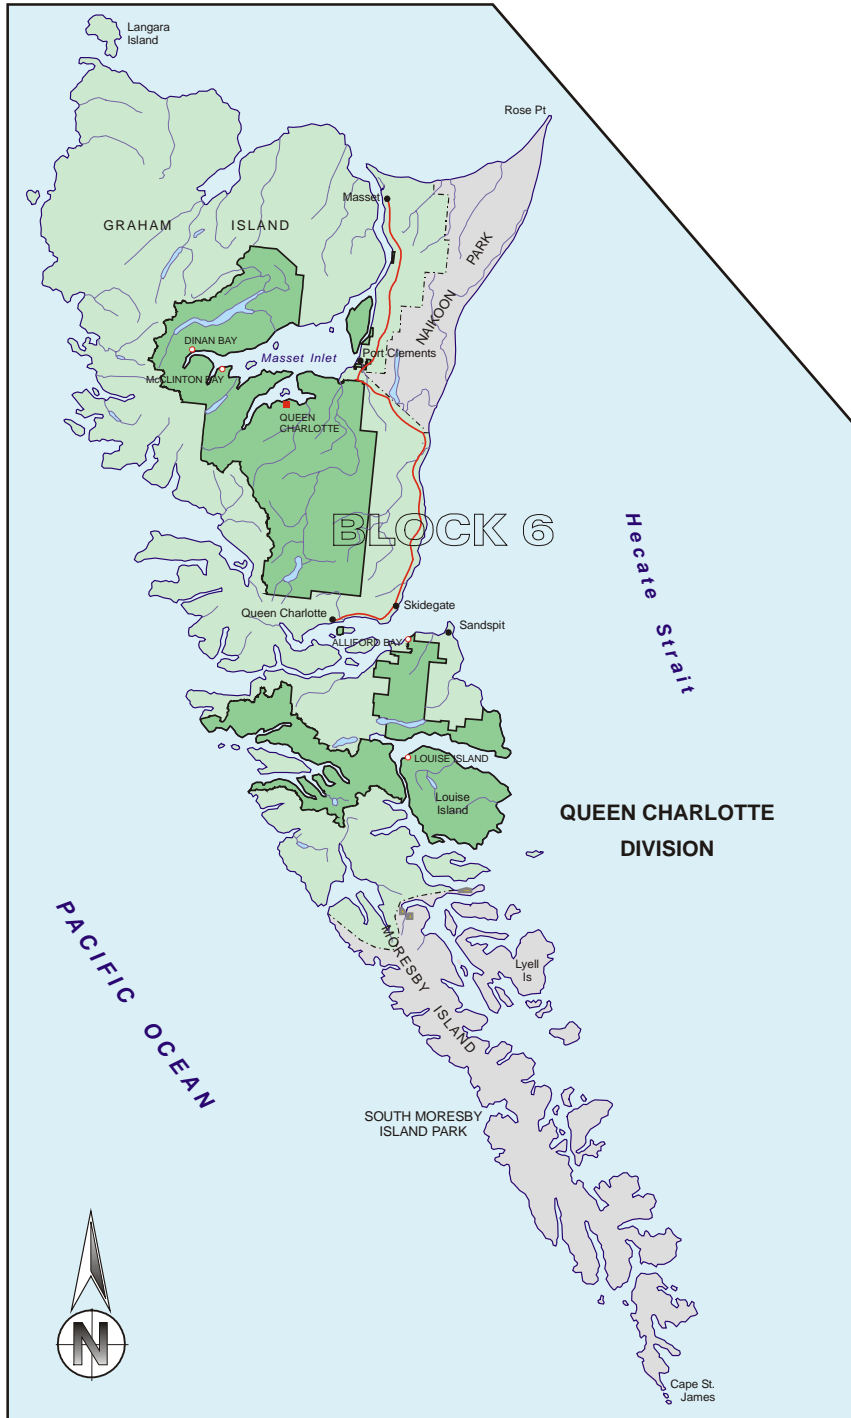 Langara
Island
Rose Pt
Masset
GRAHAM ISLAND
NAIKOON PARK
DINAN BAY
Masset Inlet
Port Clements
McCLINTON BAY
QUEEN
CHARLOTTE
BLOCK 6
Hecate Strait
Skidegate
Queen Charlotte
Sandspit
ALLIFORD BAY
LOUISE ISLAND
Louise
Island
QUEEN CHARLOTTE
DIVISION
PACIFIC OCEAN
MORESBY ISLAND
Lyell
Is
SOUTH MORESBY
ISLAND PARK
N
Cape St.
James